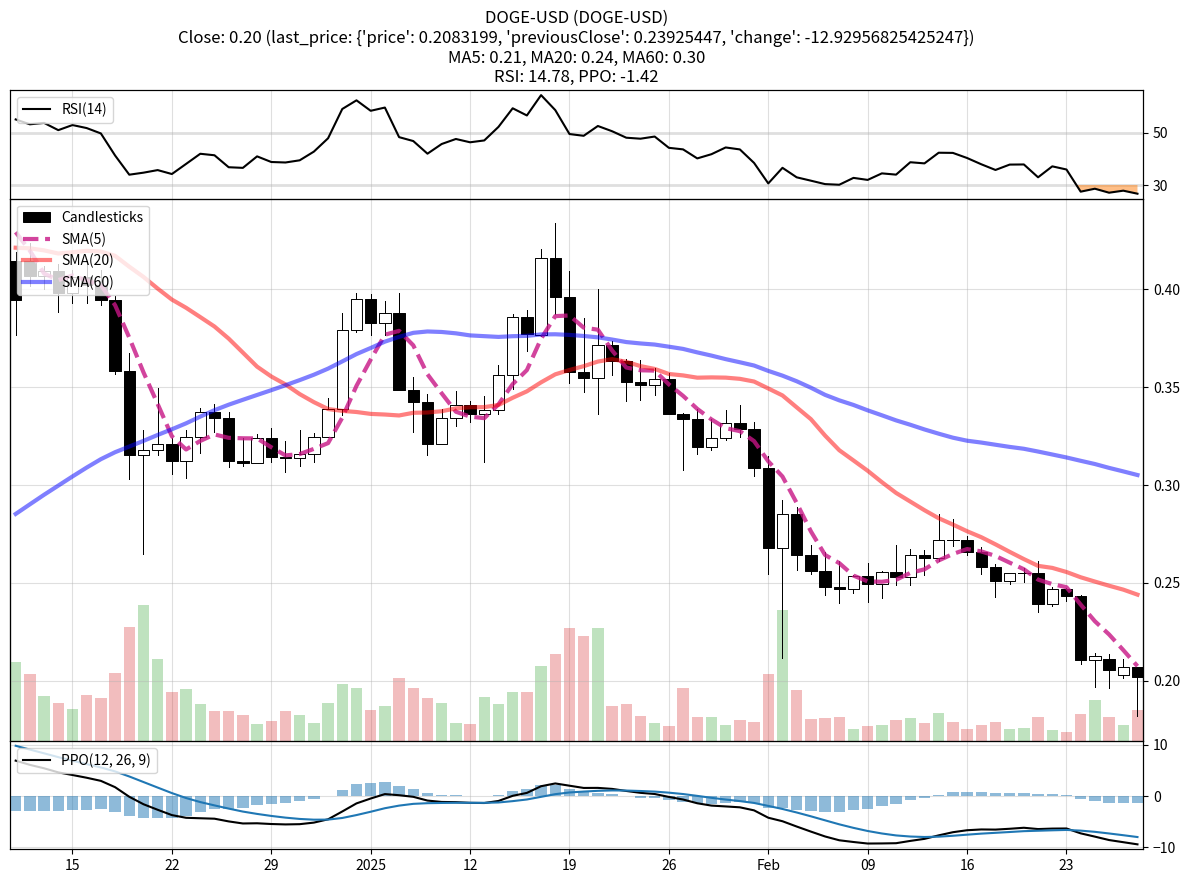 DOGE-USD (DOGE-USD)
Close: 0.20 (last_price: {'price': 0.2083199, 'previousClose': 0.23925447, 'change': -12.92956825425247})
MA5: 0.21, MA20: 0.24, MA60: 0.30
RSI: 14.78, PPO: -1.42
RSI(14)
50
30
Candlesticks
SMA(5)
SMA(20)
SMA(60)
0.40
0.35
0.30
0.25
0.20
PPO(12, 26, 9)
10
0
−10
15 22 29 2025 12 19 26 Feb 09 16 23